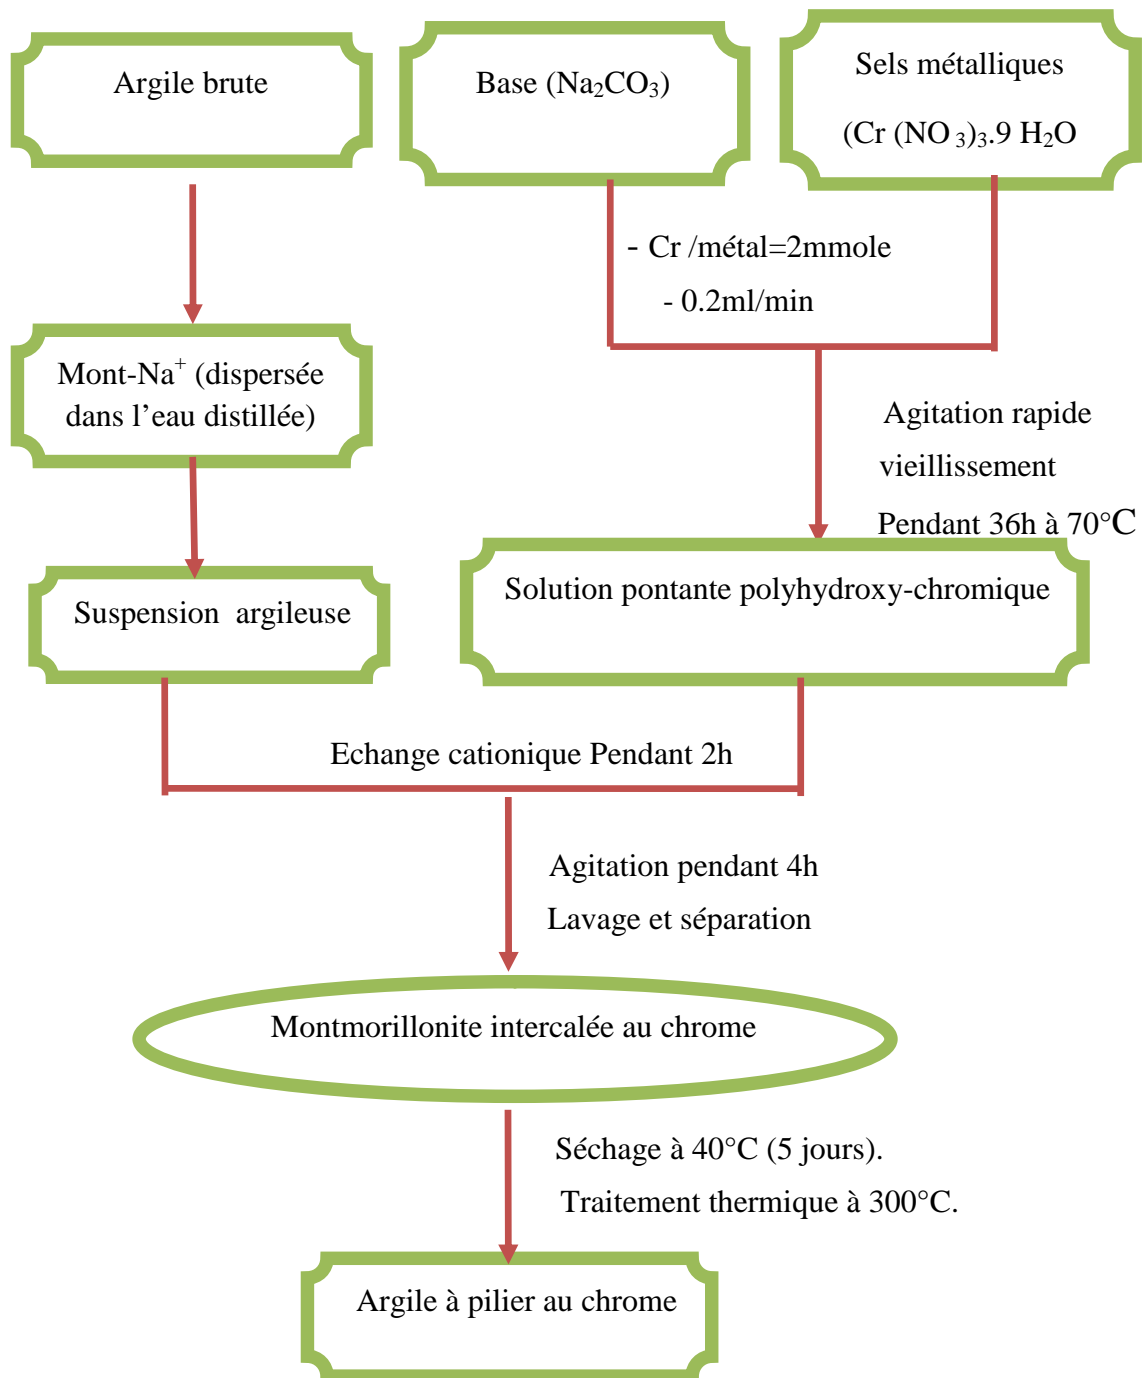 Argile brute
Base (Na₂CO₃)
Sels métalliques
(Cr (NO ₃)₃.9 H₂O
- Cr /métal=2mmole
- 0.2ml/min
Mont-Na⁺ (dispersée
dans l’eau distillée)
Agitation rapide
vieillissement
Pendant 36h à 70°C
Suspension argileuse
Solution pontante polyhydroxy-chromique
Echange cationique Pendant 2h
Agitation pendant 4h
Lavage et séparation
Montmorillonite intercalée au chrome
Séchage à 40°C (5 jours).
Traitement thermique à 300°C.
Argile à pilier au chrome